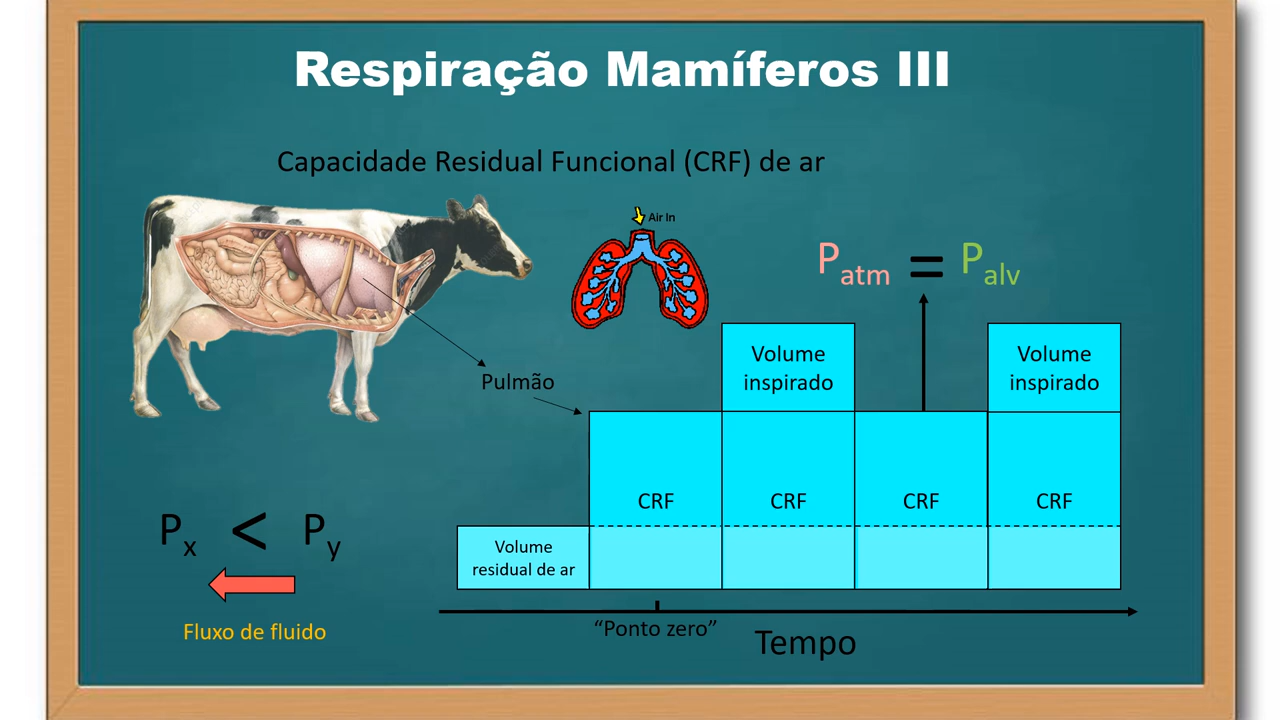 Respiração Mamíferos III
Capacidade Residual Funcional (CRF) de ar
Air In
Patm = Palv
Volume
inspirado
Volume
inspirado
Pulmão
CRF
CRF
CRF
CRF
Px < Py
Volume
residual de ar
Fluxo de fluido
“Ponto zero”
Tempo